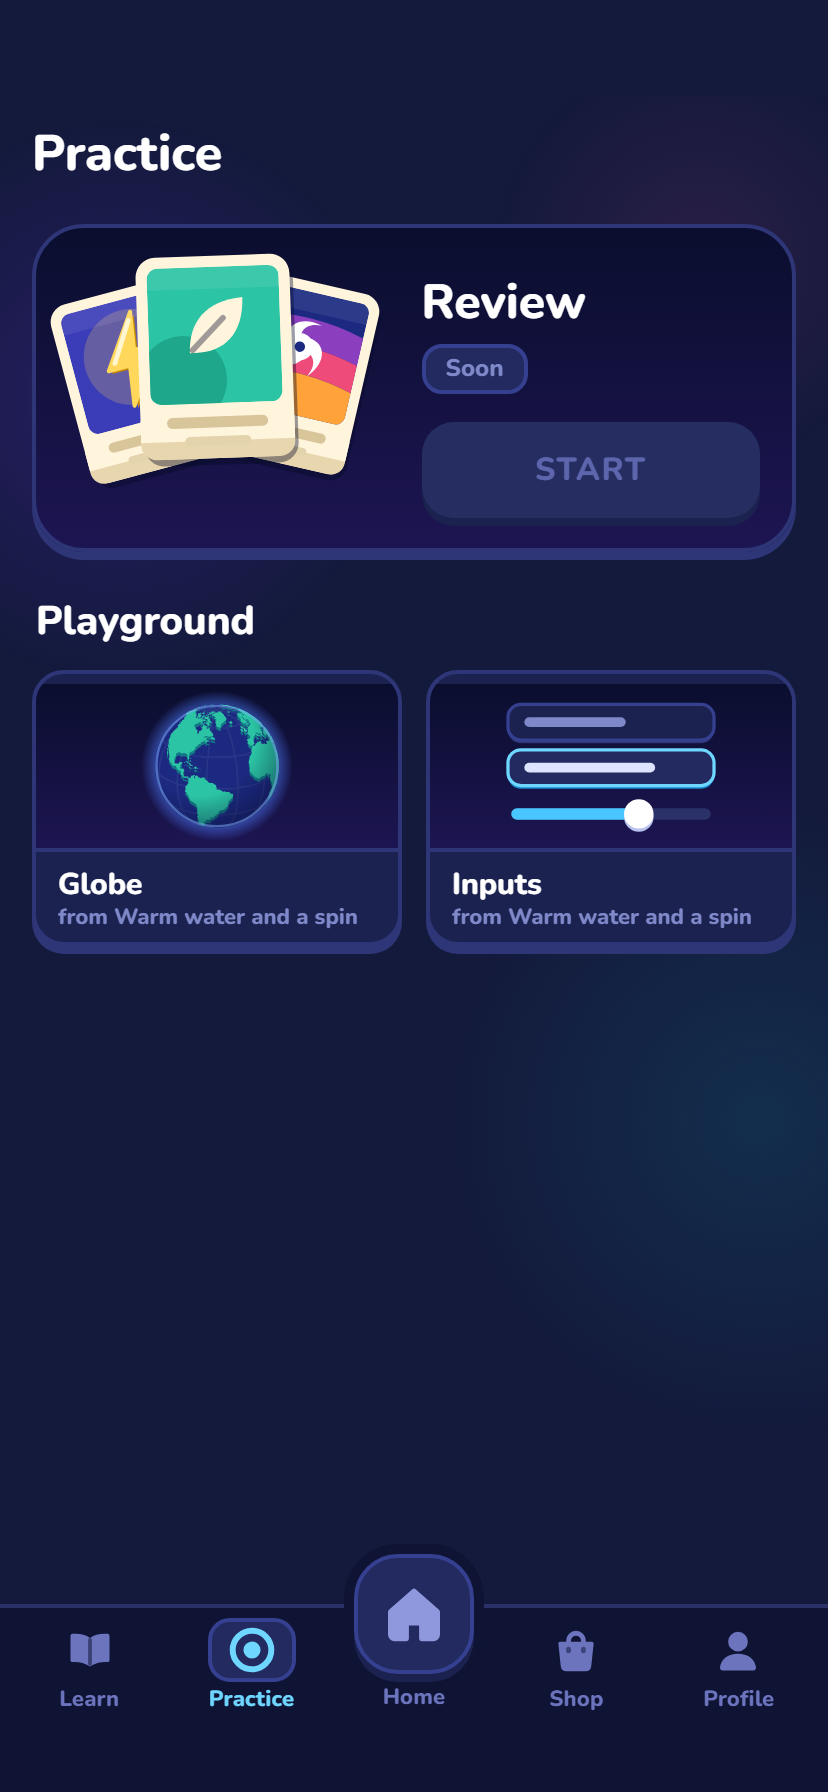 Practice
Review
Soon
START
Playground
Globe
from Warm water and a spin
Inputs
from Warm water and a spin
Learn
Practice
Home
Shop
Profile